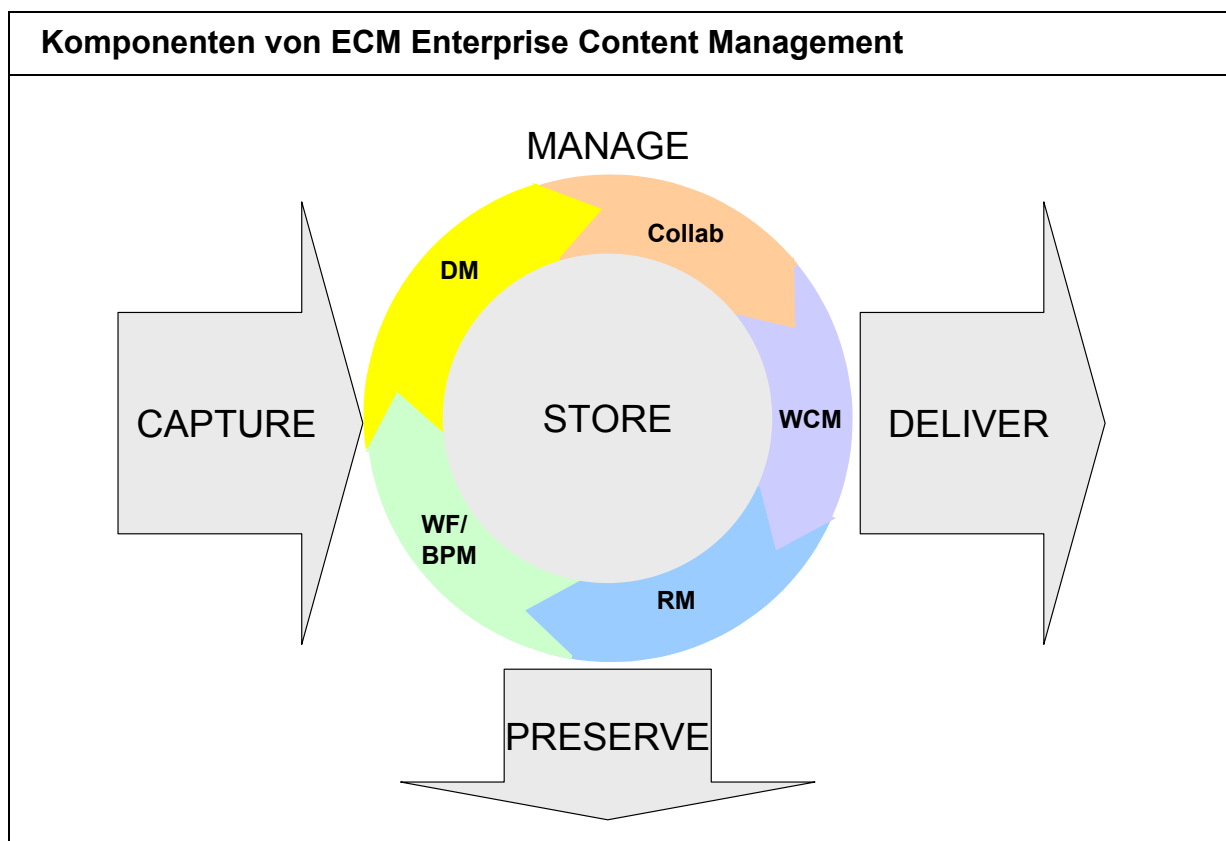 Komponenten von ECM Enterprise Content Management
MANAGE
Collab
DM
CAPTURE
STORE
WCM
DELIVER
WF/
BPM
RM
PRESERVE